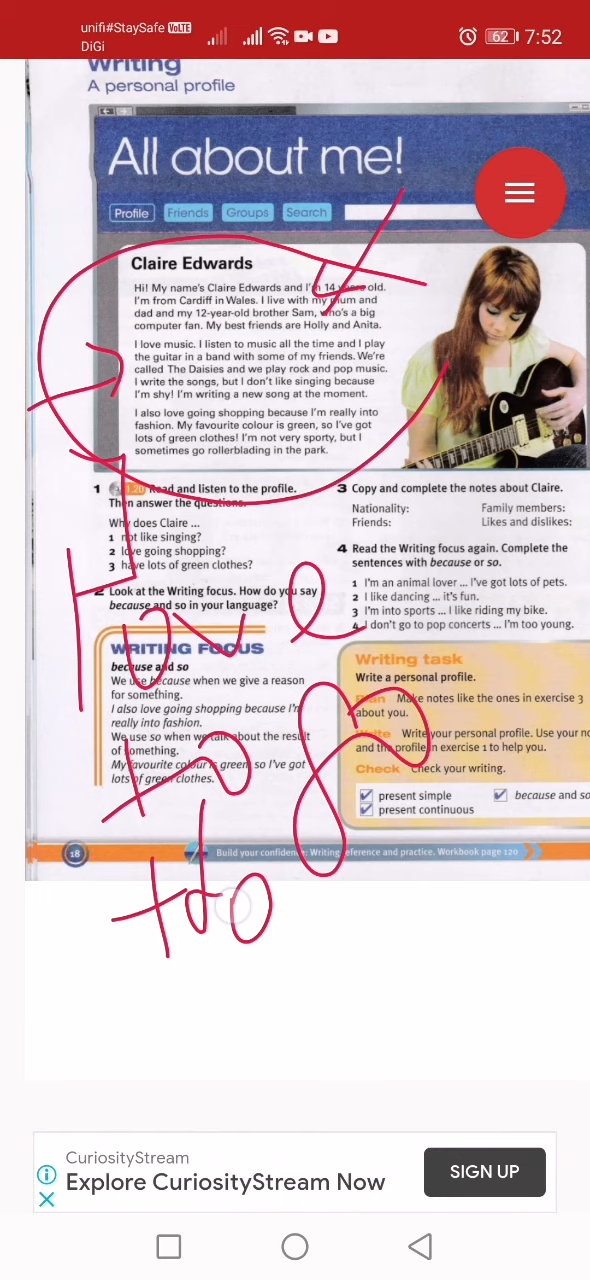 unifi#StaySafe VoLTE
DiGi
62 7:52
Writing
A personal profile
All about me!
Profile Friends Groups Search
Claire Edwards
Hi! My name's Claire Edwards and I'm 14 years old.
I'm from Cardiff in Wales. I live with my mum and
dad and my 12-year-old brother Sam, who's a big
computer fan. My best friends are Holly and Anita.
I love music. I listen to music all the time and I play
the guitar in a band with some of my friends. We're
called The Daisies and we play rock and pop music.
I write the songs, but I don't like singing because
I'm shy! I'm writing a new song at the moment.
I also love going shopping because I'm really into
fashion. My favourite colour is green, so I've got
lots of green clothes! I'm not very sporty, but I
sometimes go rollerblading in the park.
1 1.20 Read and listen to the profile.
Then answer the questions.
Why does Claire ...
1 not like singing?
2 love going shopping?
3 have lots of green clothes?
2 Look at the Writing focus. How do you say
because and so in your language?
WRITING FOCUS
because and so
We use because when we give a reason
for something.
I also love going shopping because I'm
really into fashion.
We use so when we talk about the result
of something.
My favourite colour is green, so I've got
lots of green clothes.
3 Copy and complete the notes about Claire.
Nationality: Family members:
Friends: Likes and dislikes:
4 Read the Writing focus again. Complete the
sentences with because or so.
1 I'm an animal lover ... I've got lots of pets.
2 I like dancing ... it's fun.
3 I'm into sports ... I like riding my bike.
4 I don't go to pop concerts ... I'm too young.
Writing task
Write a personal profile.
Plan Make notes like the ones in exercise 3
about you.
Write Write your personal profile. Use your
and the profile in exercise 1 to help you.
Check Check your writing.
present simple because and so
present continuous
18 Build your confidence: Writing reference and practice. Workbook page 120
love
to
do
CuriosityStream
Explore CuriosityStream Now
SIGN UP